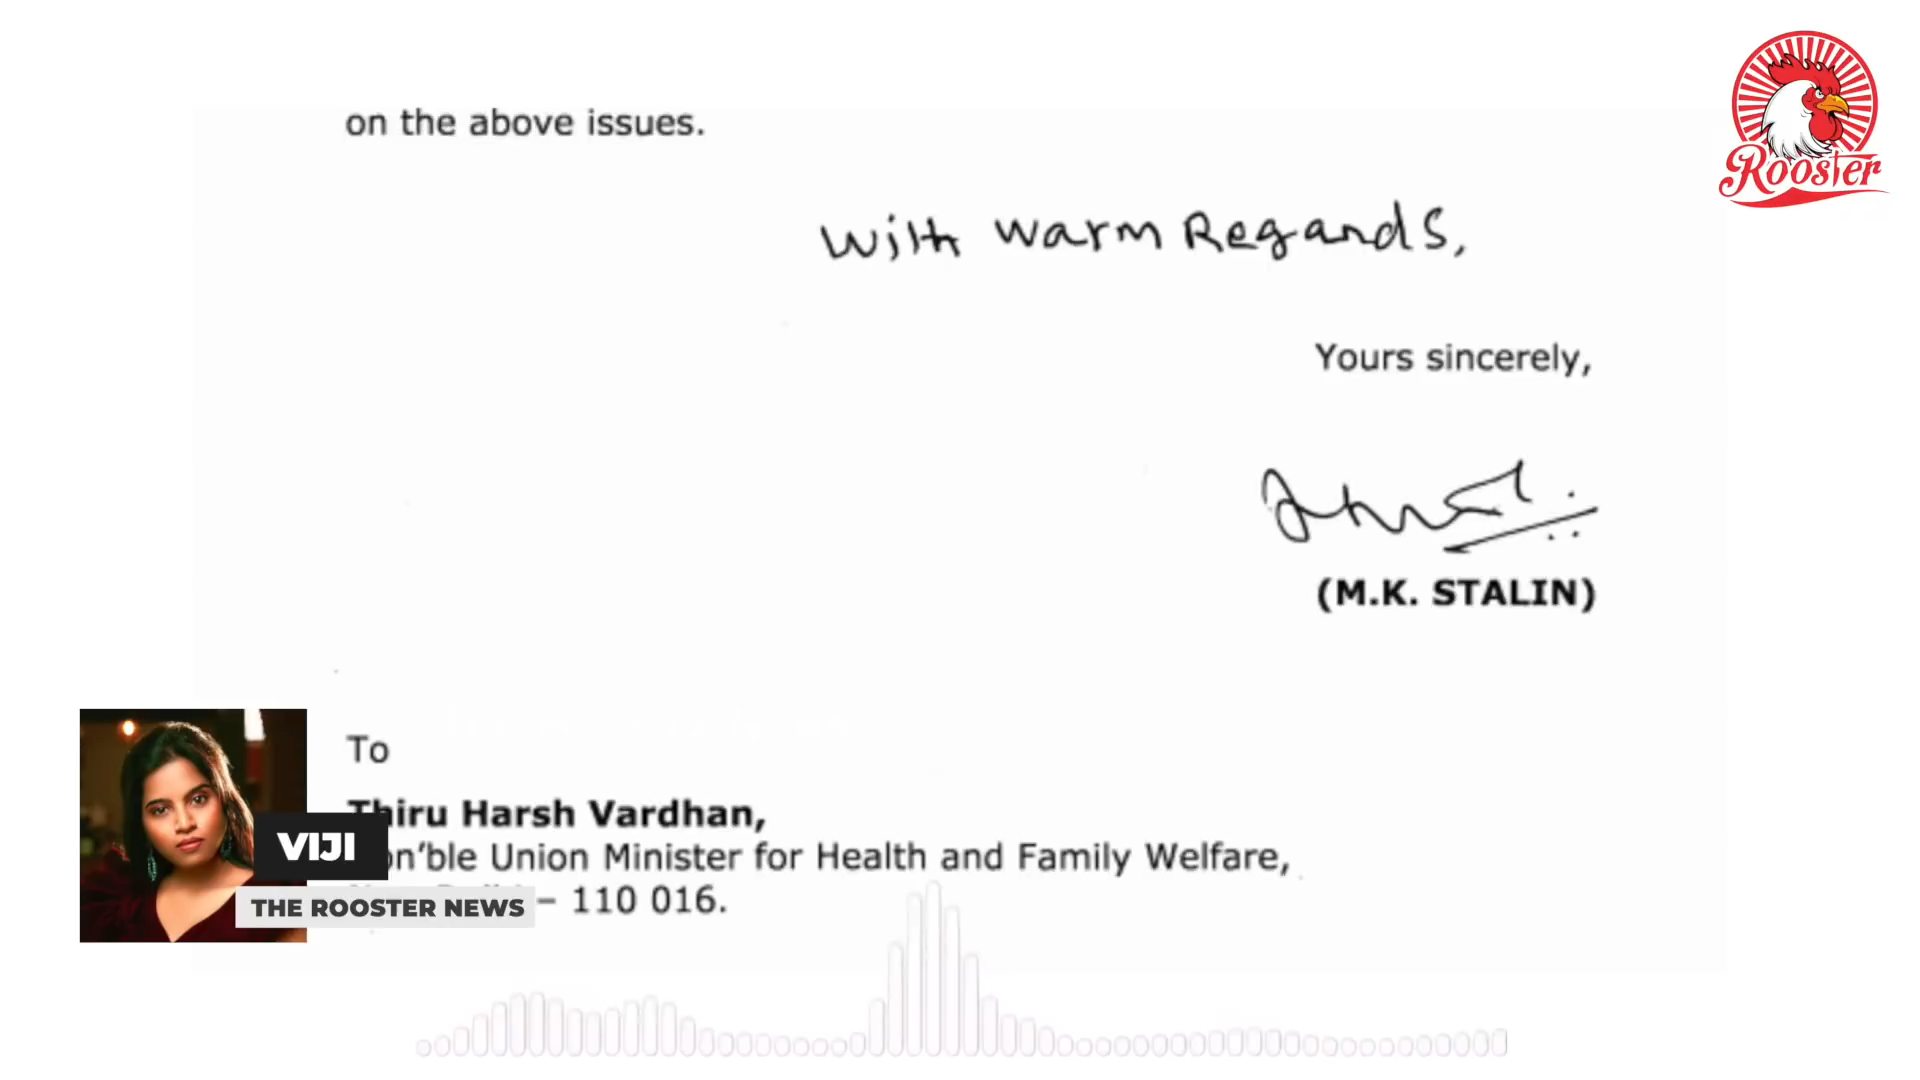 on the above issues.
Rooster
With Warm Regards,
Yours sincerely,
(M.K. STALIN)
To
Thiru Harsh Vardhan,
Hon'ble Union Minister for Health and Family Welfare,
VIJI
– 110 016.
THE ROOSTER NEWS